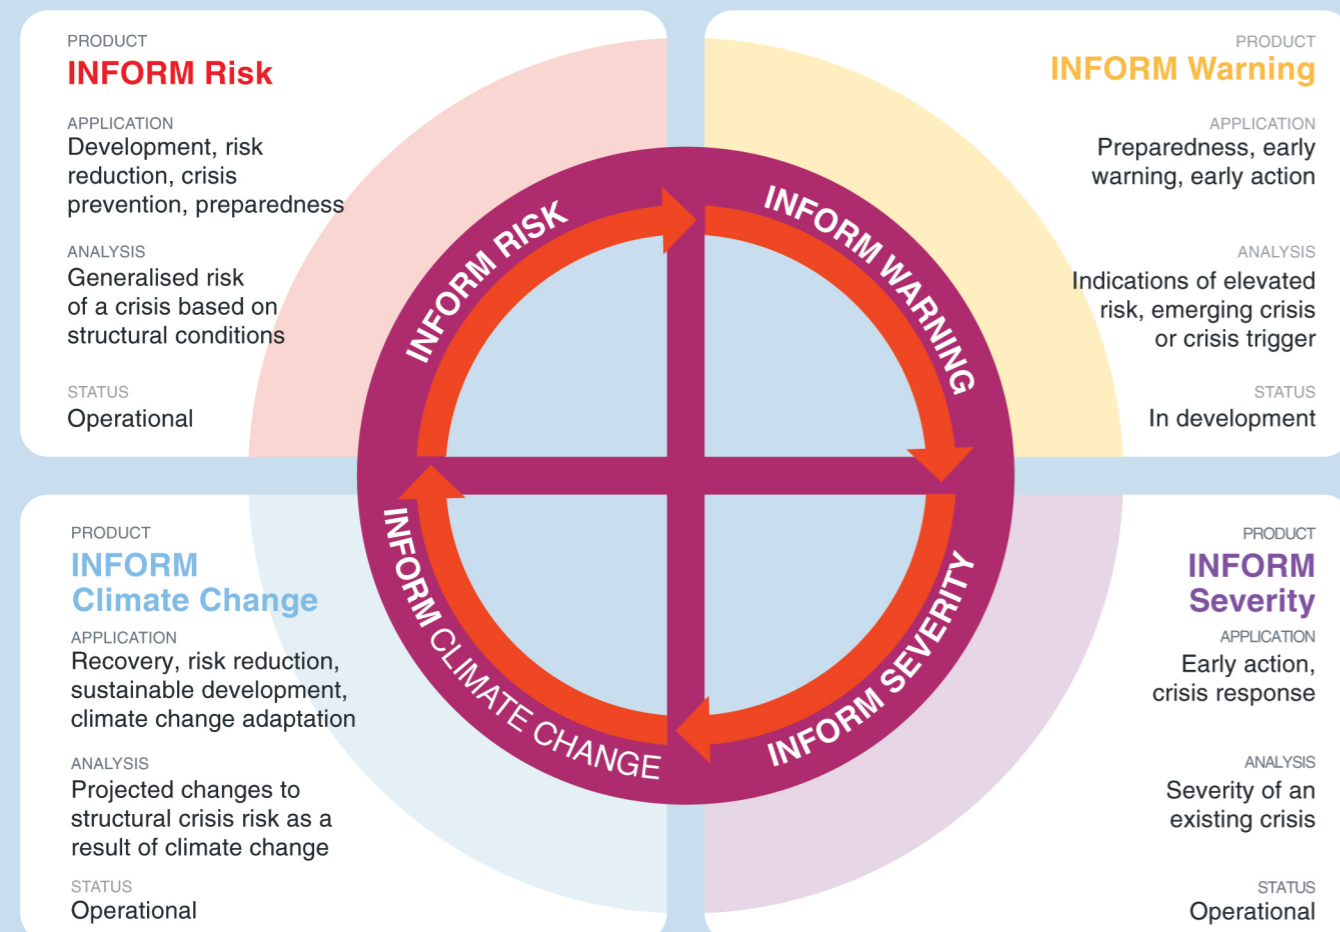 PRODUCT
INFORM Risk
APPLICATION
Development, risk
reduction, crisis
prevention, preparedness
ANALYSIS
Generalised risk
of a crisis based on
structural conditions
STATUS
Operational
PRODUCT
INFORM Warning
APPLICATION
Preparedness, early
warning, early action
ANALYSIS
Indications of elevated
risk, emerging crisis
or crisis trigger
STATUS
In development
INFORM RISK
INFORM WARNING
INFORM CLIMATE CHANGE
INFORM SEVERITY
PRODUCT
INFORM
Climate Change
APPLICATION
Recovery, risk reduction,
sustainable development,
climate change adaptation
ANALYSIS
Projected changes to
structural crisis risk as a
result of climate change
STATUS
Operational
PRODUCT
INFORM
Severity
APPLICATION
Early action,
crisis response
ANALYSIS
Severity of an
existing crisis
STATUS
Operational